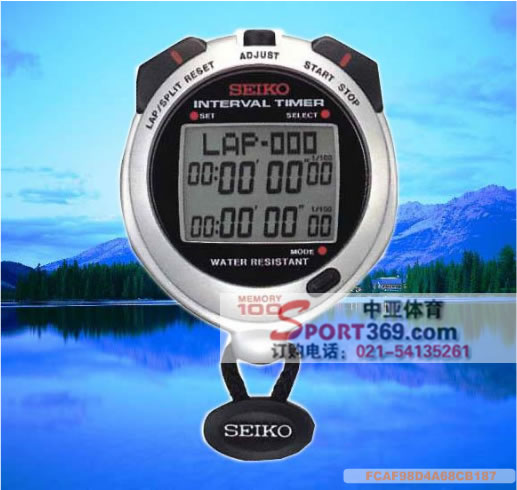 ADJUST
LAP/SPLIT RESET
START STOP
SEIKO
INTERVAL TIMER
SET SELECT
LAP-000
00:00'00"00 1/100
00:00'00"00 1/100
MODE
WATER RESISTANT
MEMORY
100
中亚体育
SPORT369.com
订购电话:021-54135261
SEIKO
FCAF98D4A68CB187